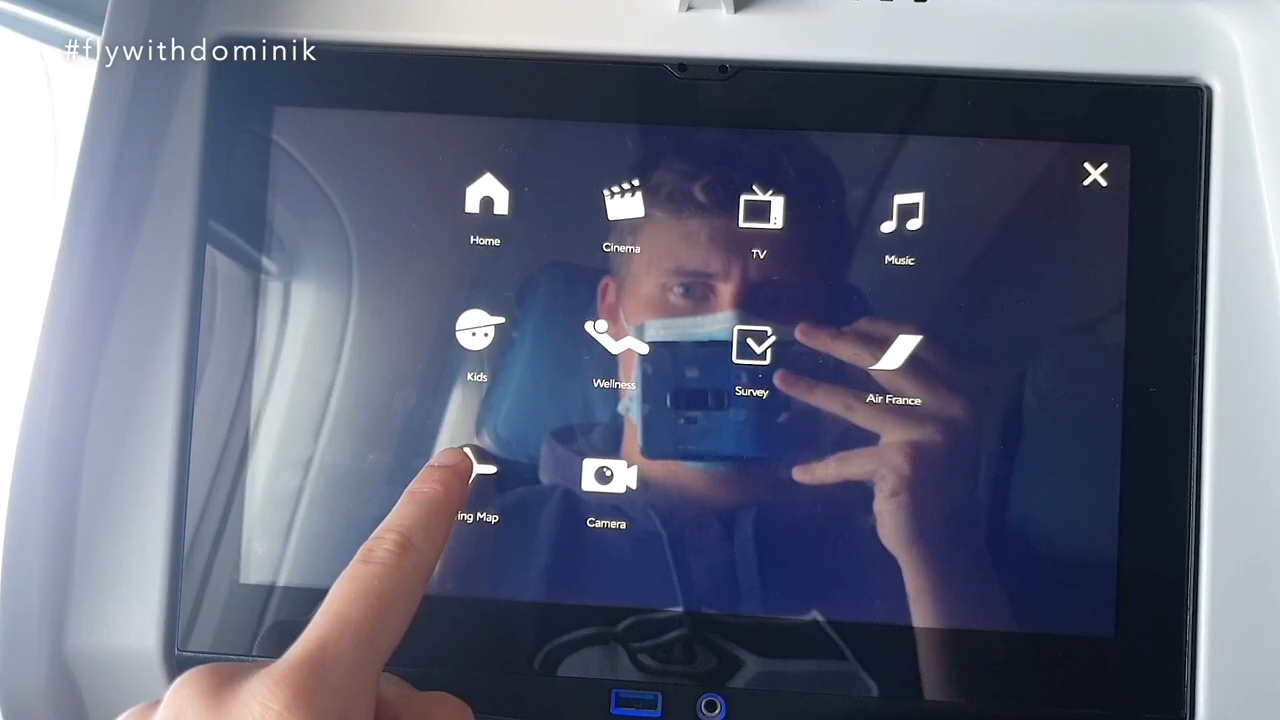 #flywithdominik
Home
Cinema
TV
Music
Kids
Wellness
Survey
Air France
ing Map
Camera